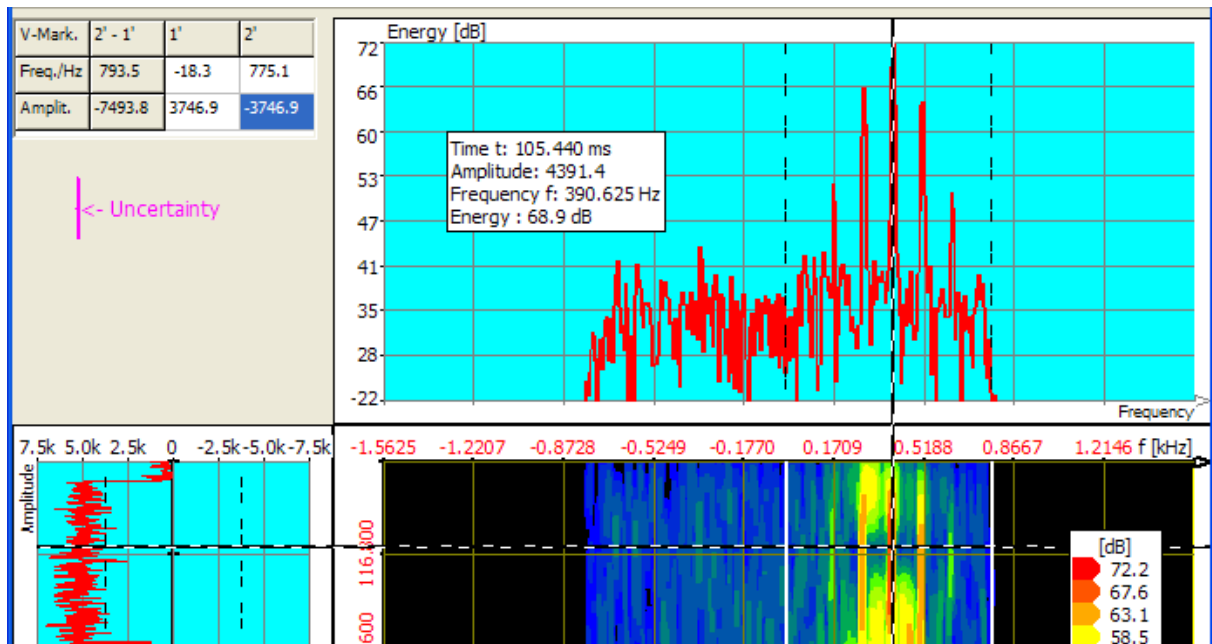 V-Mark. 2' - 1' 1' 2'
Freq./Hz 793.5 -18.3 775.1
Amplit. -7493.8 3746.9 -3746.9
<- Uncertainty
Energy [dB]
72
66
60
53
47
41
35
28
-22
Time t: 105.440 ms
Amplitude: 4391.4
Frequency f: 390.625 Hz
Energy : 68.9 dB
Frequency
7.5k 5.0k 2.5k 0 -2.5k -5.0k -7.5k
Amplitude
-1.5625 -1.2207 -0.8728 -0.5249 -0.1770 0.1709 0.5188 0.8667 1.2146 f [kHz]
116.800
600
[dB]
72.2
67.6
63.1
58.5